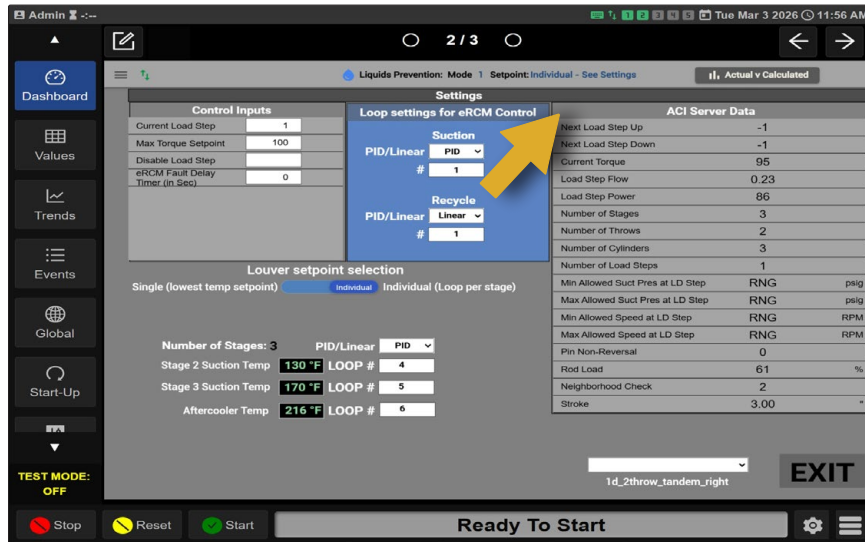 Admin -:-- 1 2 3 4 5 Tue Mar 3 2026 11:56 AM
2 / 3
Dashboard
Values
Trends
Events
Global
Start-Up
TEST MODE:
OFF
Liquids Prevention: Mode 1 Setpoint: Individual - See Settings
Actual v Calculated
Settings
Control Inputs
Current Load Step 1
Max Torque Setpoint 100
Disable Load Step
eRCM Fault Delay
Timer (in Sec) 0
Loop settings for eRCM Control
Suction
PID/Linear PID
# 1
Recycle
PID/Linear Linear
# 1
ACI Server Data
Next Load Step Up -1
Next Load Step Down -1
Current Torque 95
Load Step Flow 0.23
Load Step Power 86
Number of Stages 3
Number of Throws 2
Number of Cylinders 3
Number of Load Steps 1
Min Allowed Suct Pres at LD Step RNG psig
Max Allowed Suct Pres at LD Step RNG psig
Min Allowed Speed at LD Step RNG RPM
Max Allowed Speed at LD Step RNG RPM
Pin Non-Reversal 0
Rod Load 61 %
Neighborhood Check 2
Stroke 3.00 "
Louver setpoint selection
Single (lowest temp setpoint) Individual Individual (Loop per stage)
Number of Stages: 3 PID/Linear PID
Stage 2 Suction Temp 130 °F LOOP # 4
Stage 3 Suction Temp 170 °F LOOP # 5
Aftercooler Temp 216 °F LOOP # 6
1d_2throw_tandem_right
EXIT
Stop
Reset
Start
Ready To Start